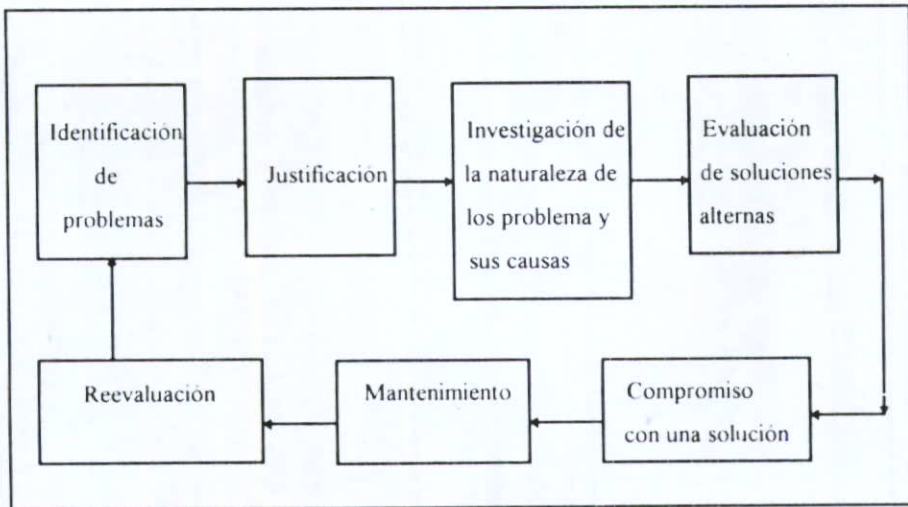 Identificación
de
problemas
Justificación
Investigación de
la naturaleza de
los problema y
sus causas
Evaluación
de soluciones
alternas
Compromiso
con una solución
Mantenimiento
Reevaluación